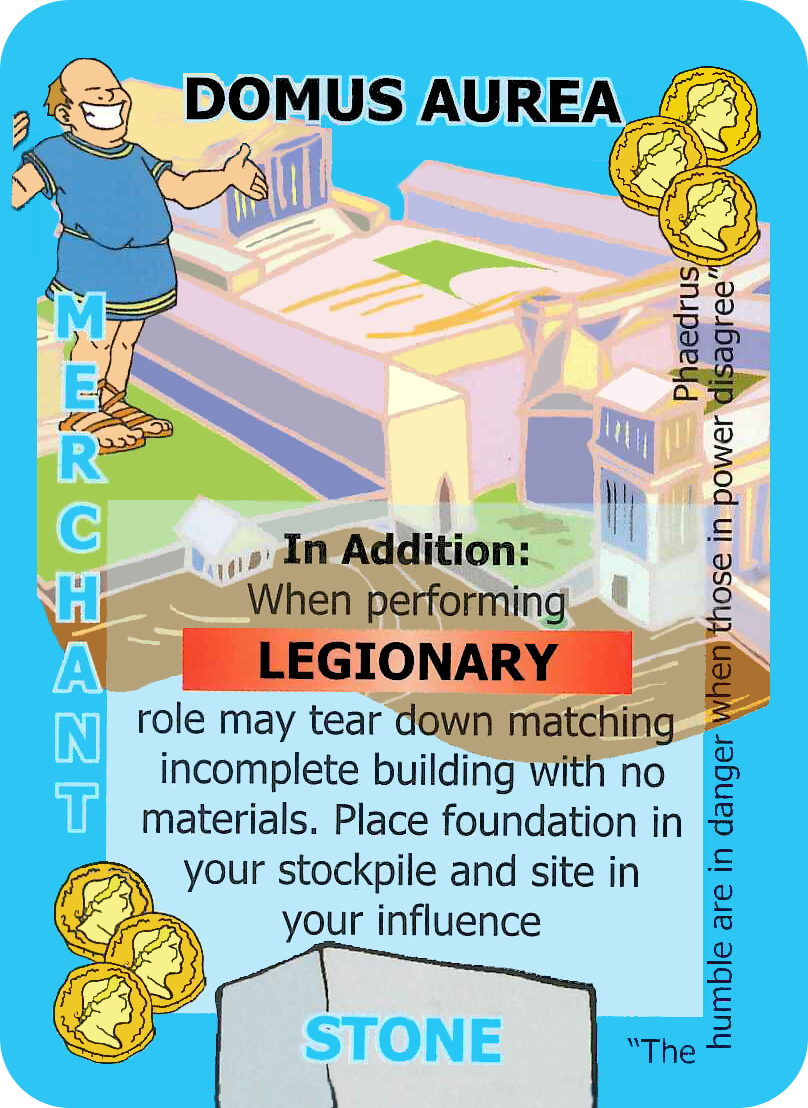 DOMUS AUREA
MERCHANT
In Addition:
When performing
LEGIONARY
role may tear down matching
incomplete building with no
materials. Place foundation in
your stockpile and site in
your influence
STONE
"The
humble are in danger when those in power disagree"
Phaedrus